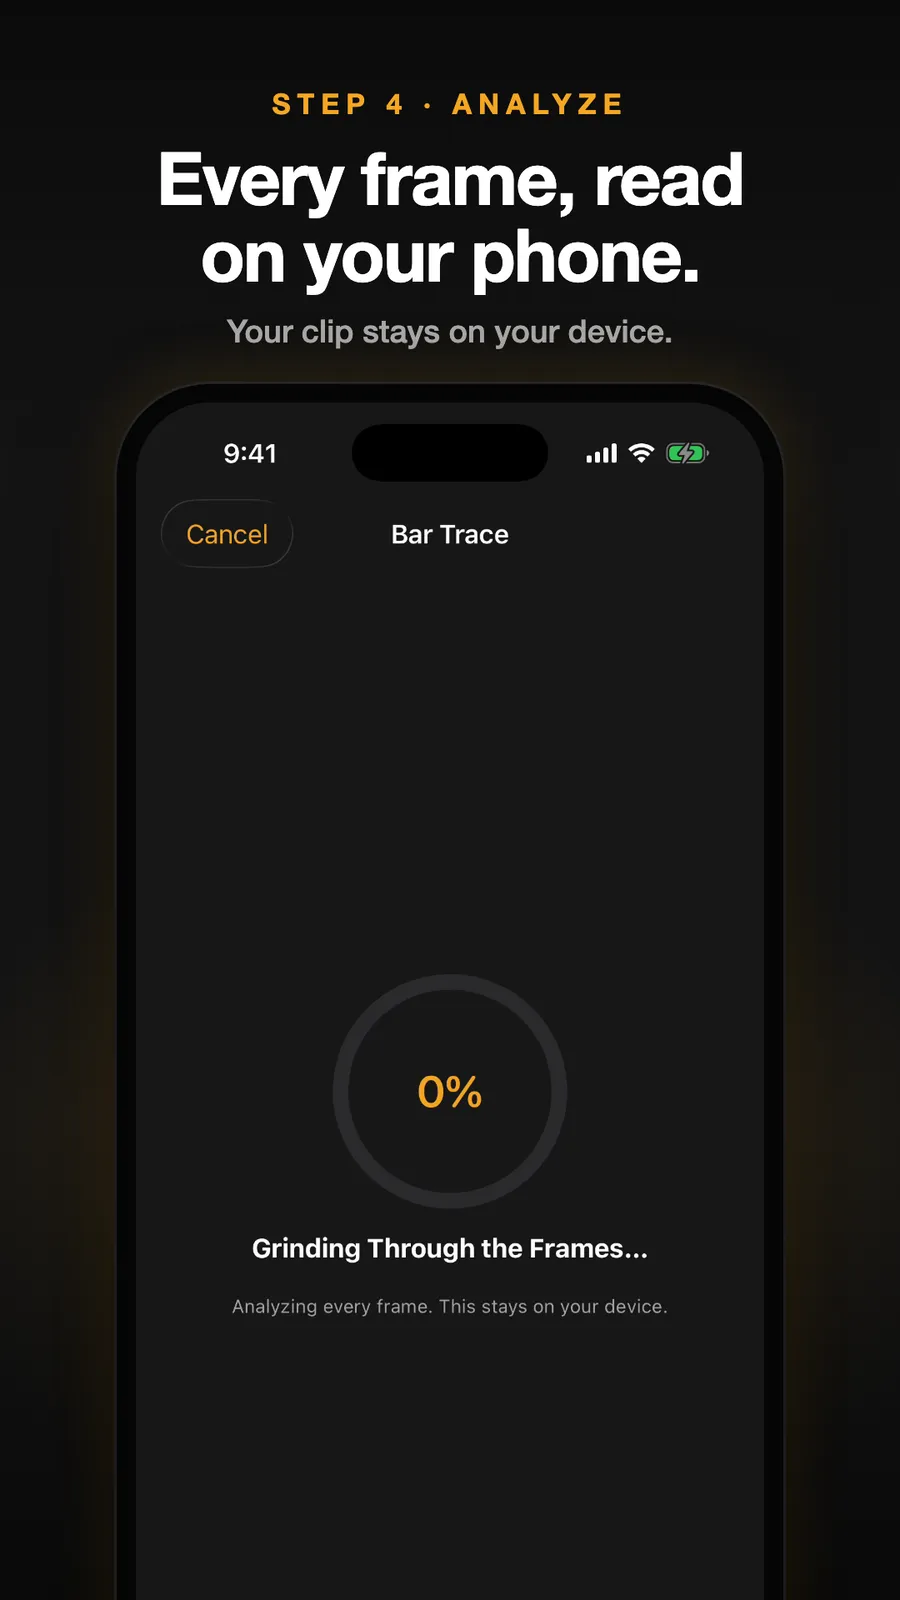 STEP 4 · ANALYZE
Every frame, read
on your phone.
Your clip stays on your device.
9:41
Cancel
Bar Trace
0%
Grinding Through the Frames...
Analyzing every frame. This stays on your device.